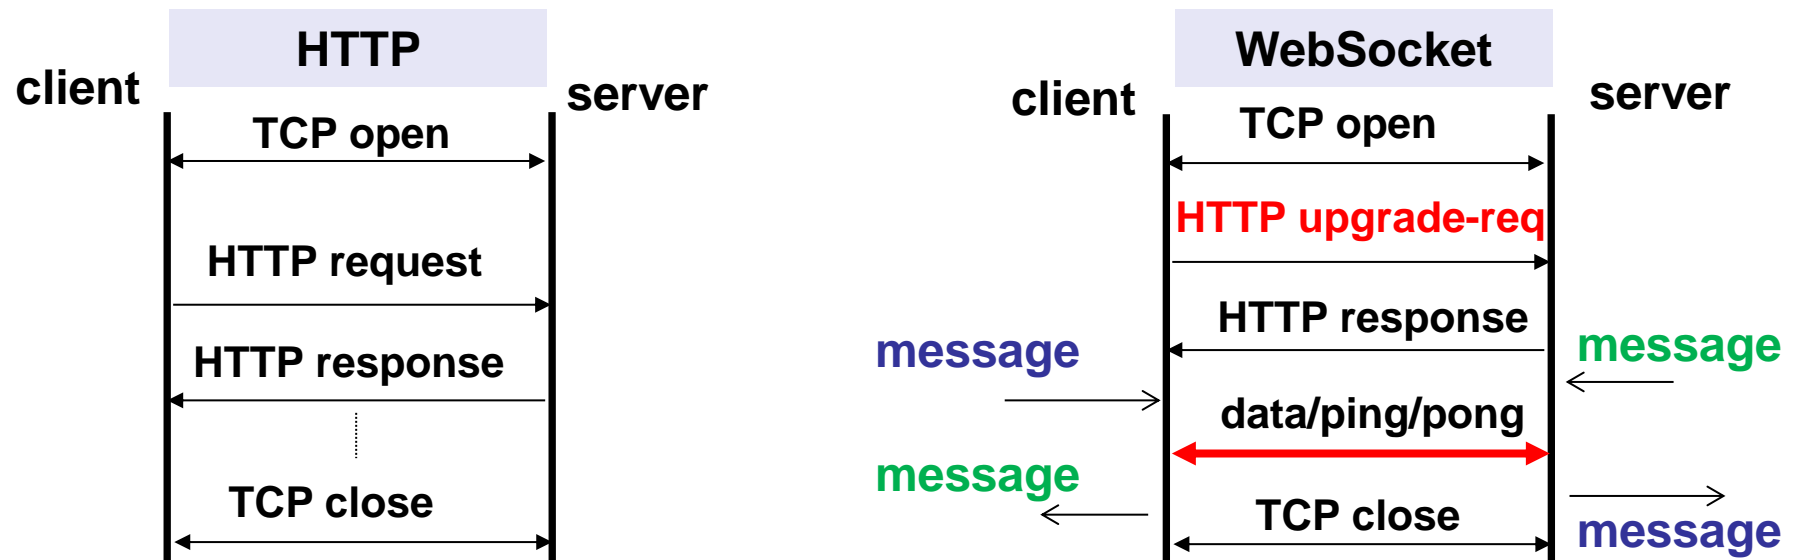 HTTP
client
server
TCP open
HTTP request
HTTP response
TCP close
WebSocket
client
server
TCP open
HTTP upgrade-req
HTTP response
message
message
data/ping/pong
message
TCP close
message